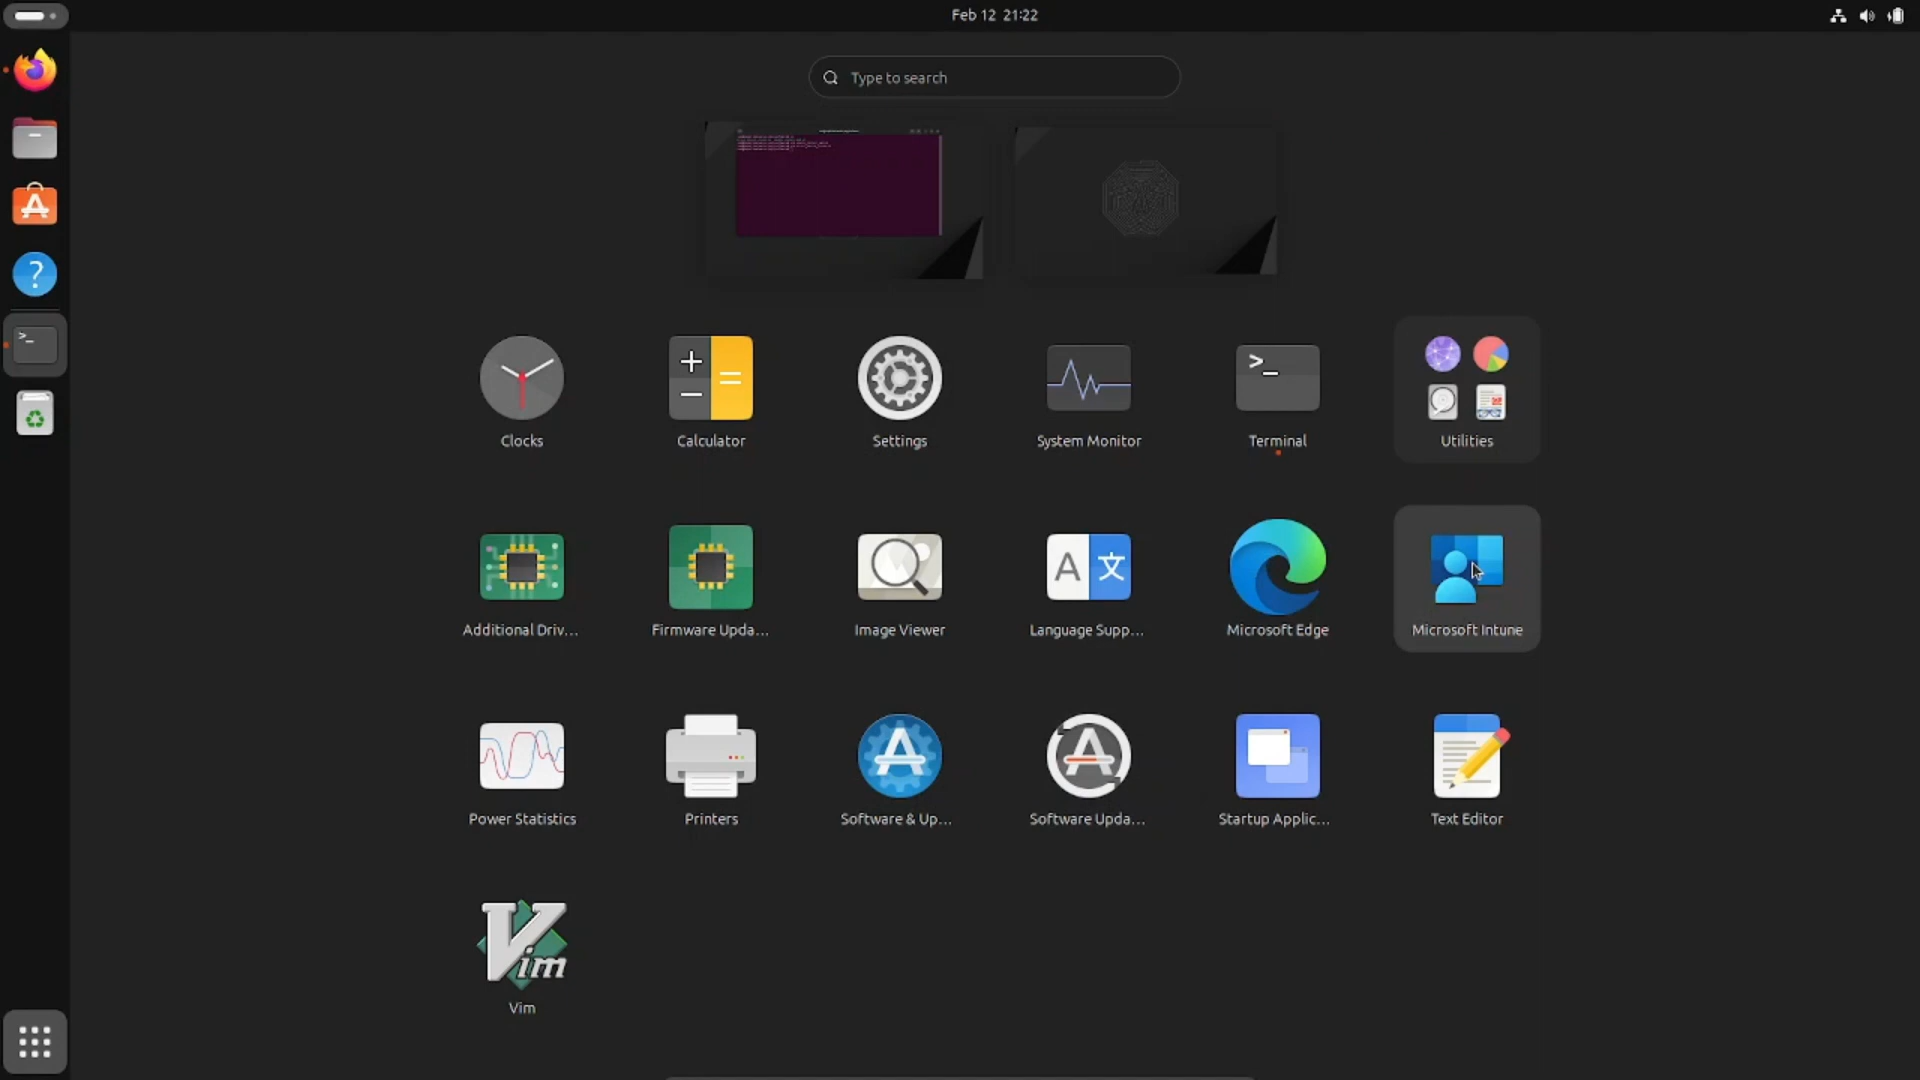 Feb 12 21:22
Type to search
Clocks
Calculator
Settings
System Monitor
Terminal
Utilities
Additional Driv...
Firmware Upda...
Image Viewer
Language Supp...
Microsoft Edge
Microsoft Intune
Power Statistics
Printers
Software & Up...
Software Upda...
Startup Applic...
Text Editor
Vim
Vim